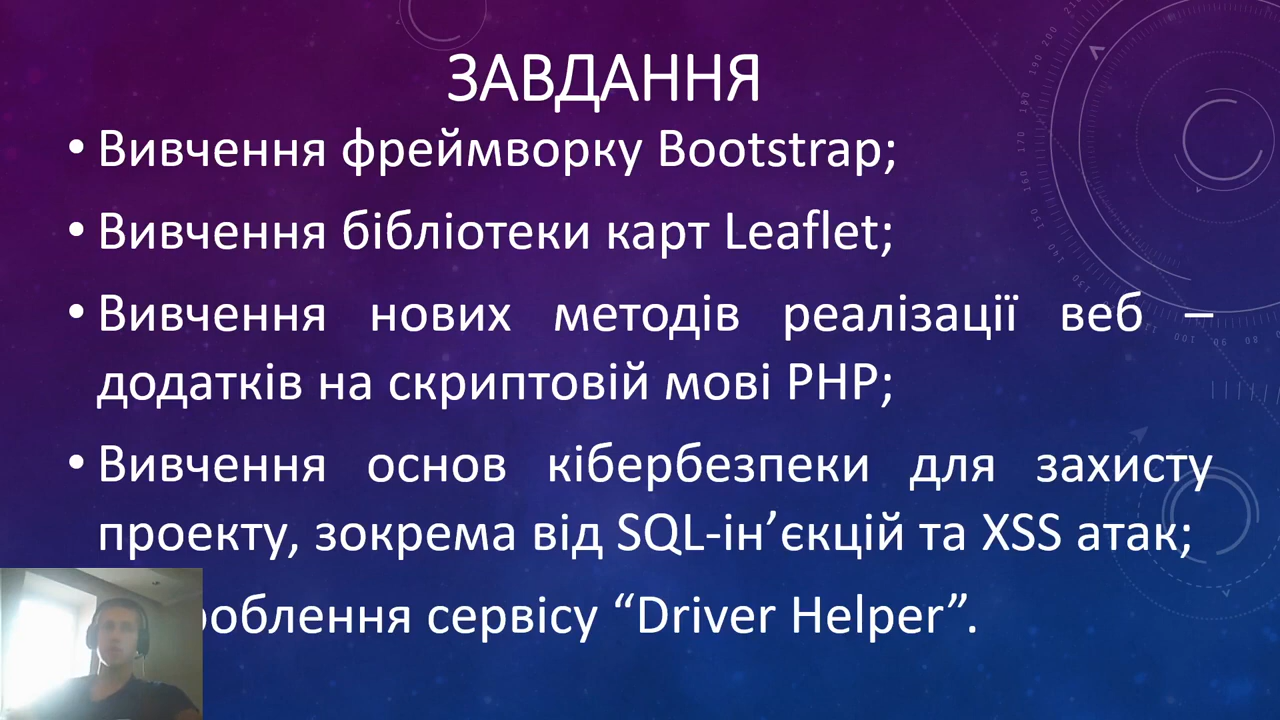 ЗАВДАННЯ
• Вивчення фреймворку Bootstrap;
• Вивчення бібліотеки карт Leaflet;
• Вивчення нових методів реалізації веб –
додатків на скриптовій мові PHP;
• Вивчення основ кібербезпеки для захисту
проекту, зокрема від SQL-ін’єкцій та XSS атак;
сервісу “Driver Helper”.